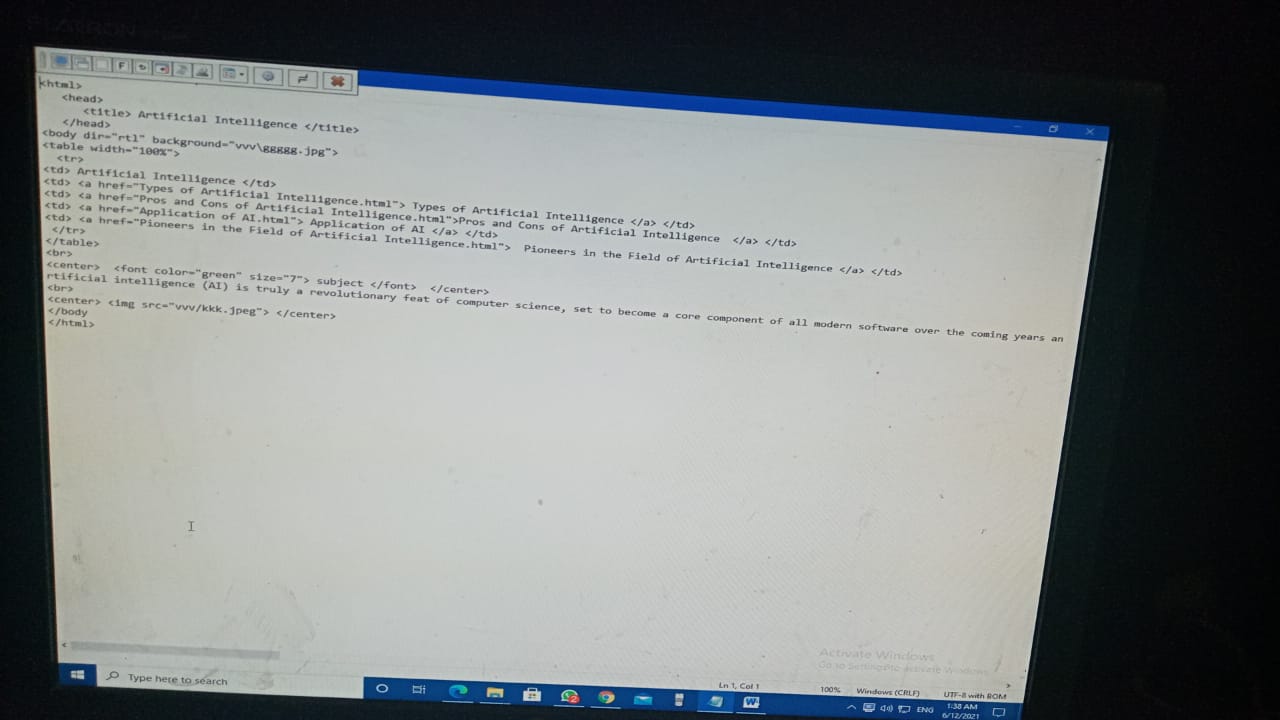 <html>
<head>
<title> Artificial Intelligence </title>
</head>
<body dir="rtl" background="vvv\ggggg.jpg">
<table width="100%">
<tr>
<td> Artificial Intelligence </td>
<td> <a href="Types of Artificial Intelligence.html"> Types of Artificial Intelligence </a> </td>
<td> <a href="Pros and Cons of Artificial Intelligence.html">Pros and Cons of Artificial Intelligence </a> </td>
<td> <a href="Application of AI.html"> Application of AI </a> </td>
<td> <a href="Pioneers in the Field of Artificial Intelligence.html"> Pioneers in the Field of Artificial Intelligence </a> </td>
</tr>
</table>
<br>
<center> <font color="green" size="7"> subject </font> </center>
rtificial intelligence (AI) is truly a revolutionary feat of computer science, set to become a core component of all modern software over the coming years an
<br>
<center> <img src="vvv/kkk.jpeg"> </center>
</body
</html>
Activate Windows
Go to Settings to activate Windows.
Ln 1, Col 1 100% Windows (CRLF) UTF-8 with BOM
Type here to search
ENG
1:38 AM
6/12/2021